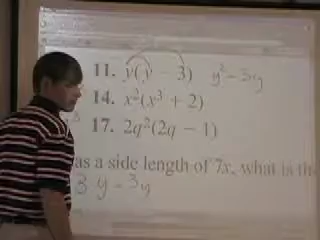 11. y(y - 3) y² - 3y
14. x²(x³ + 2)
17. 2q²(2q - 1)
as a side length of 7x, what is th
3 y - 3y